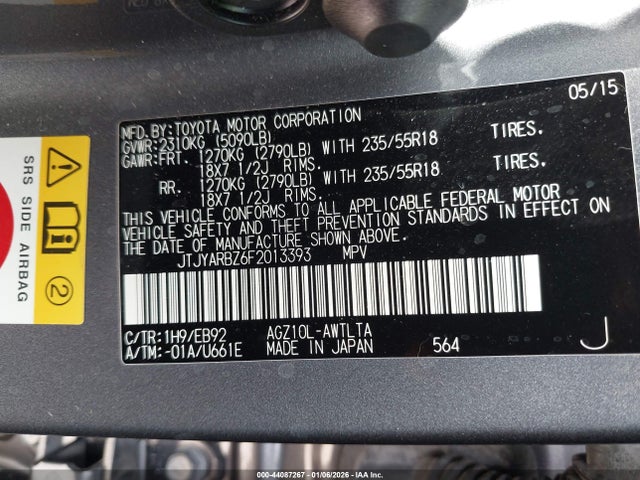 05/15
MFD.BY:TOYOTA MOTOR CORPORATION
GVWR:2310KG (5090LB)
GAWR:FRT. 1270KG (2790LB) WITH 235/55R18 TIRES.
18X7 1/2J RIMS.
RR. 1270KG (2790LB) WITH 235/55R18 TIRES.
18X7 1/2J RIMS.
THIS VEHICLE CONFORMS TO ALL APPLICABLE FEDERAL MOTOR
VEHICLE SAFETY AND THEFT PREVENTION STANDARDS IN EFFECT ON
THE DATE OF MANUFACTURE SHOWN ABOVE.
JTJYARBZ6F2013393 MPV
C/TR:1H9/EB92 AGZ10L-AWTLTA
A/TM:-01A/U661E MADE IN JAPAN 564 J
SRS SIDE AIRBAG
2
000-44087267 - 01/06/2026 - IAA Inc.